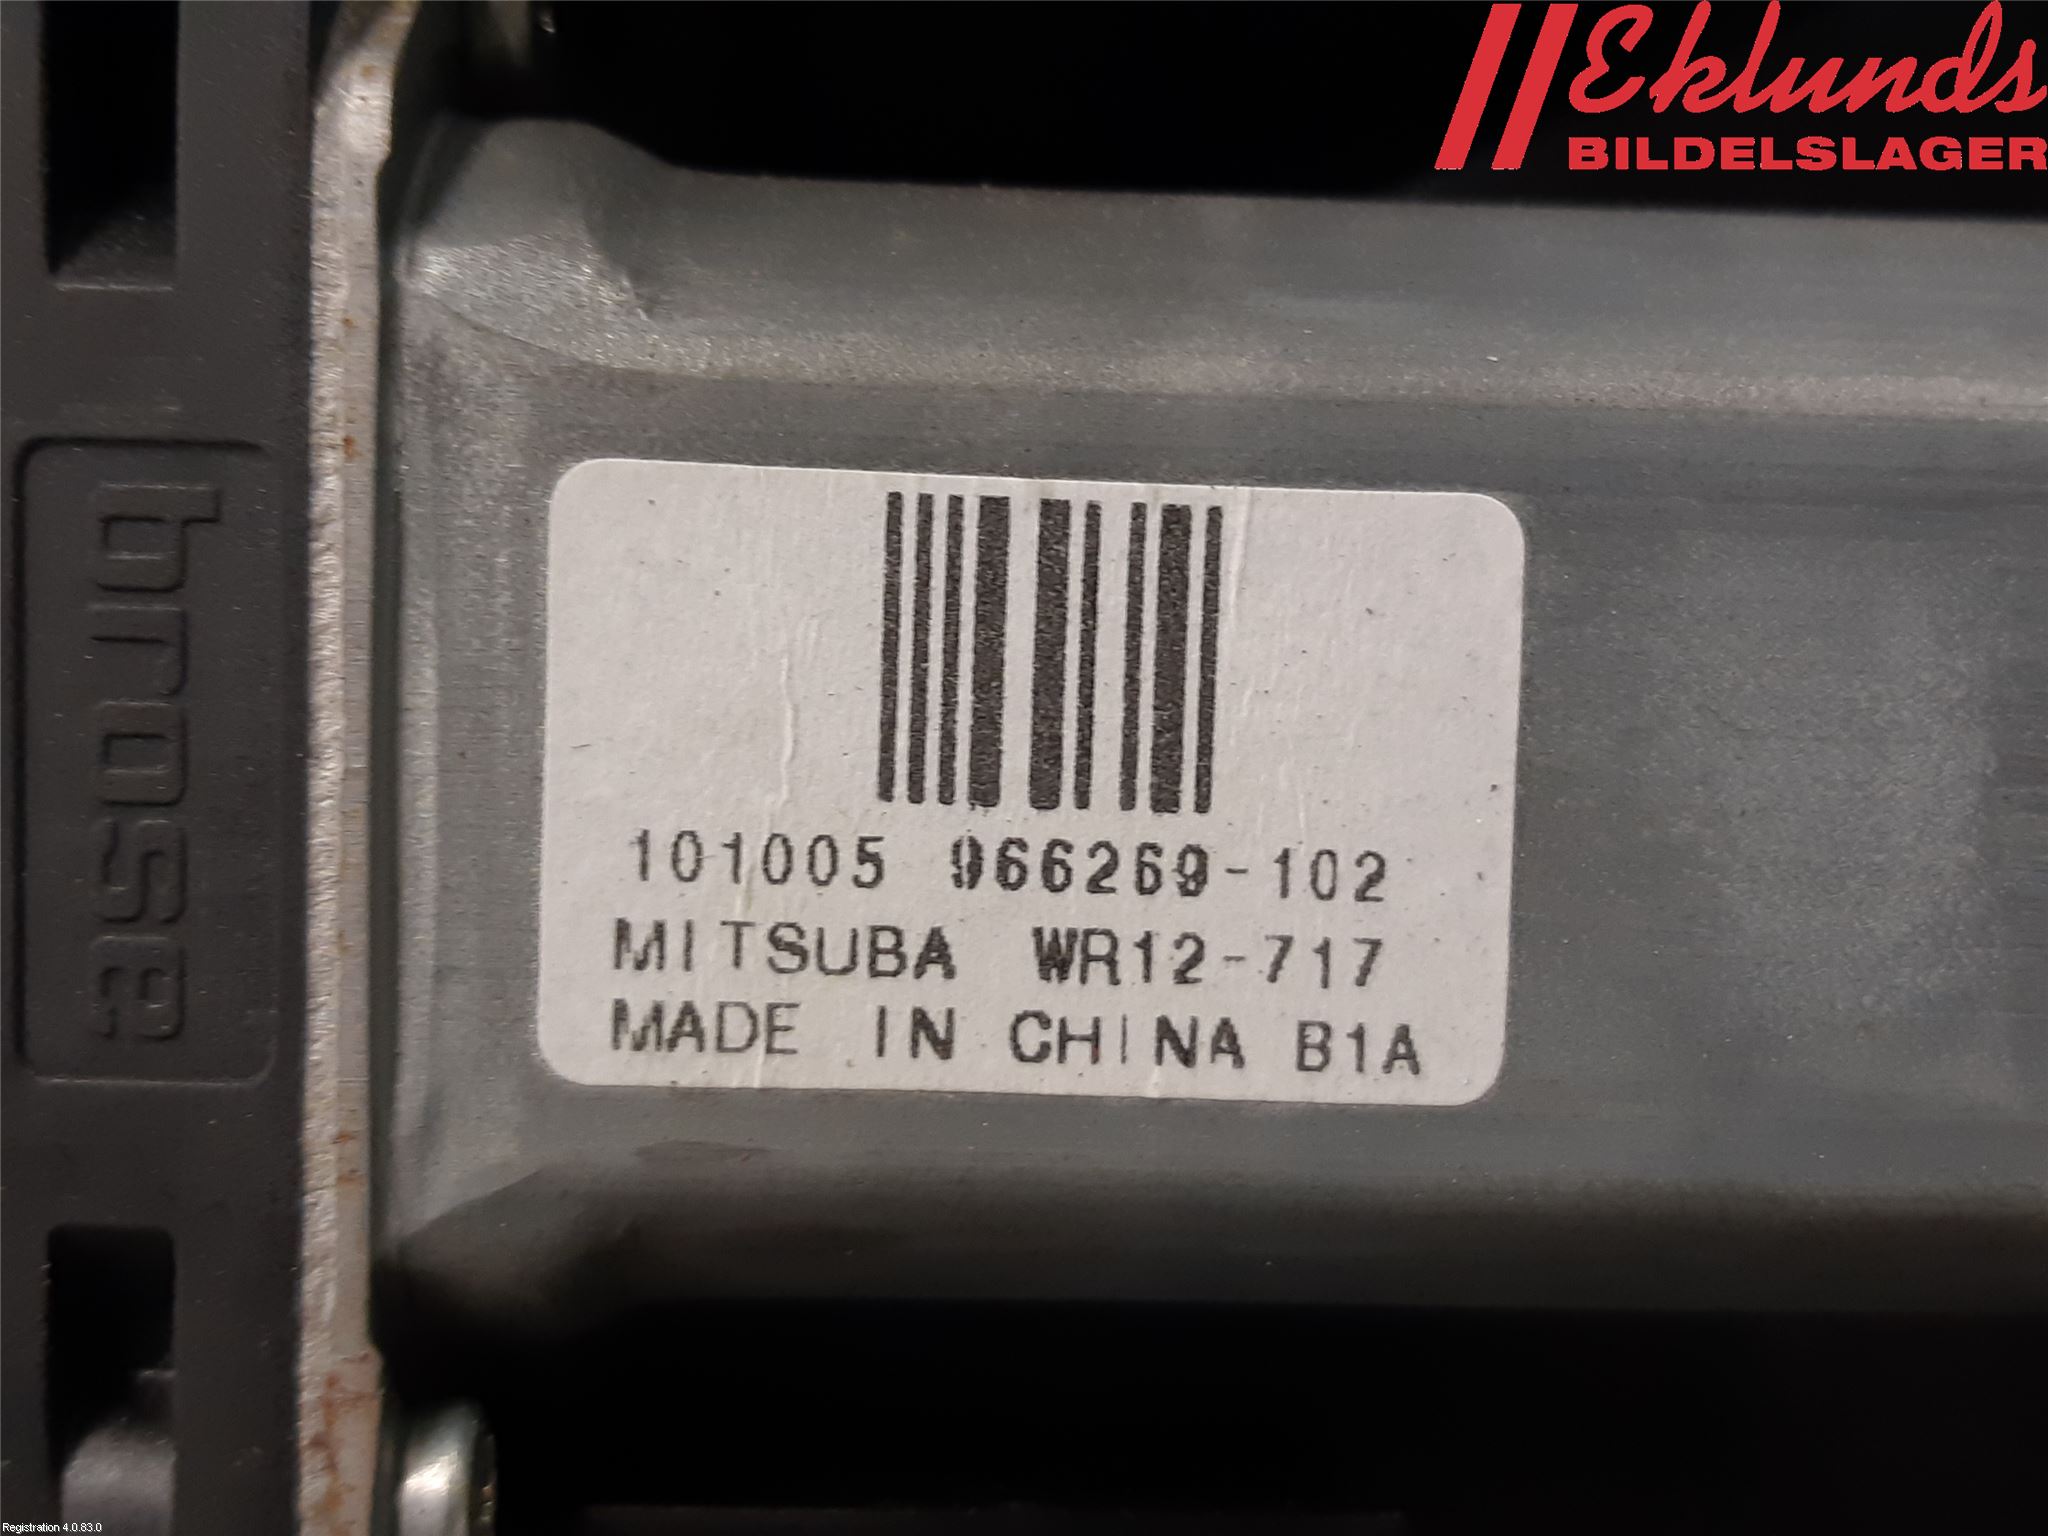 Eklunds
BILDELSLAGER
brose
101005 966269-102
MITSUBA WR12-717
MADE IN CHINA B1A
Registration 4.0.83.0